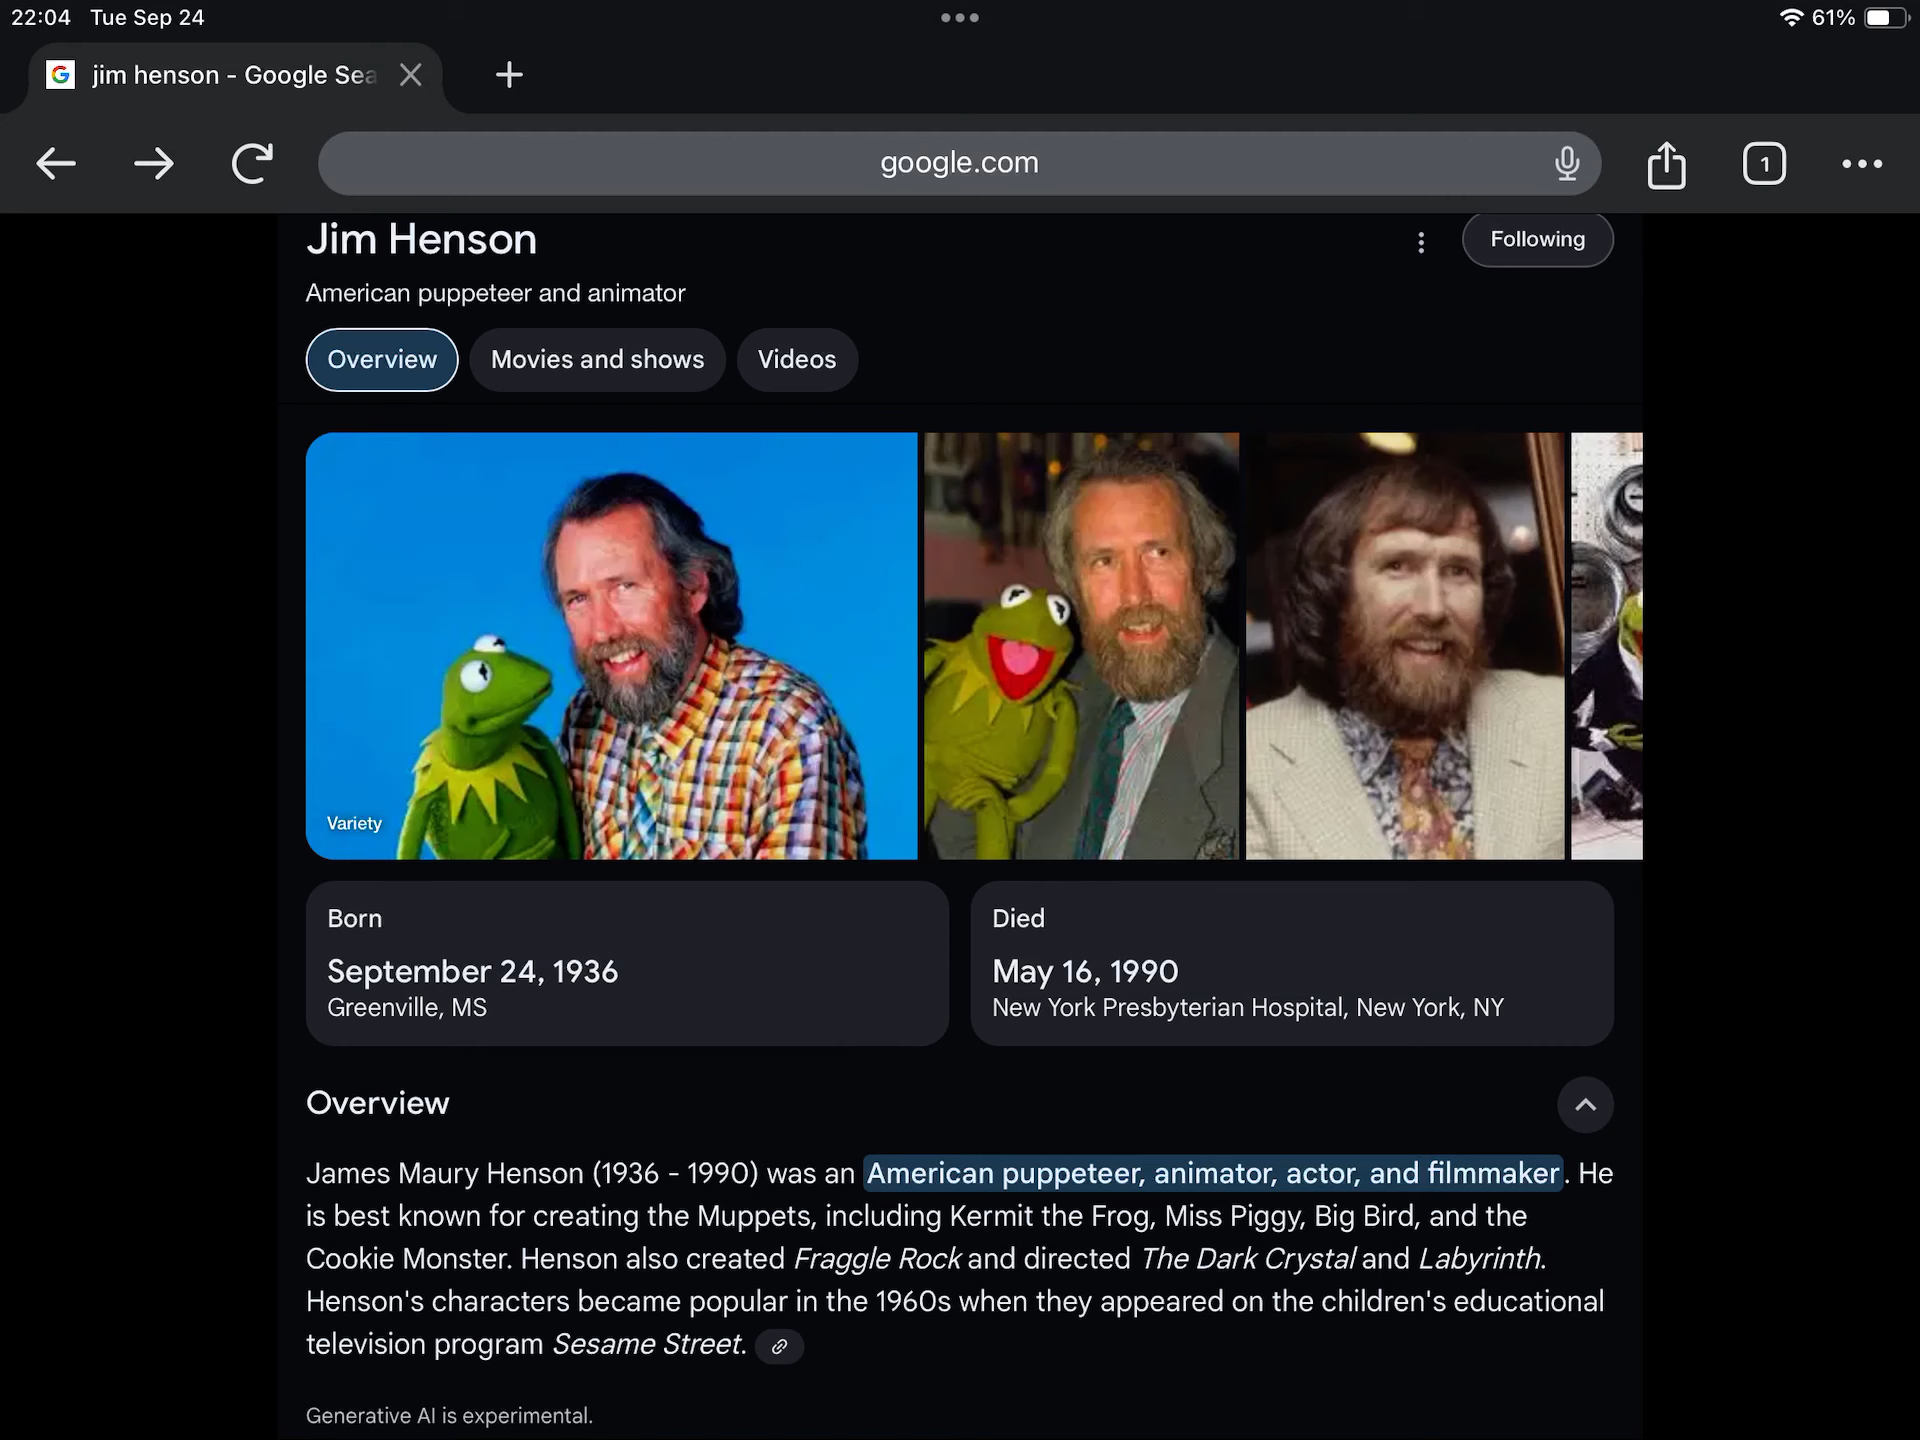 22:04 Tue Sep 24
61%
jim henson - Google Sea
google.com
1
Jim Henson
Following
American puppeteer and animator
Overview
Movies and shows
Videos
Variety
Born
September 24, 1936
Greenville, MS
Died
May 16, 1990
New York Presbyterian Hospital, New York, NY
Overview
James Maury Henson (1936 - 1990) was an American puppeteer, animator, actor, and filmmaker. He
is best known for creating the Muppets, including Kermit the Frog, Miss Piggy, Big Bird, and the
Cookie Monster. Henson also created Fraggle Rock and directed The Dark Crystal and Labyrinth.
Henson's characters became popular in the 1960s when they appeared on the children's educational
television program Sesame Street.
Generative AI is experimental.